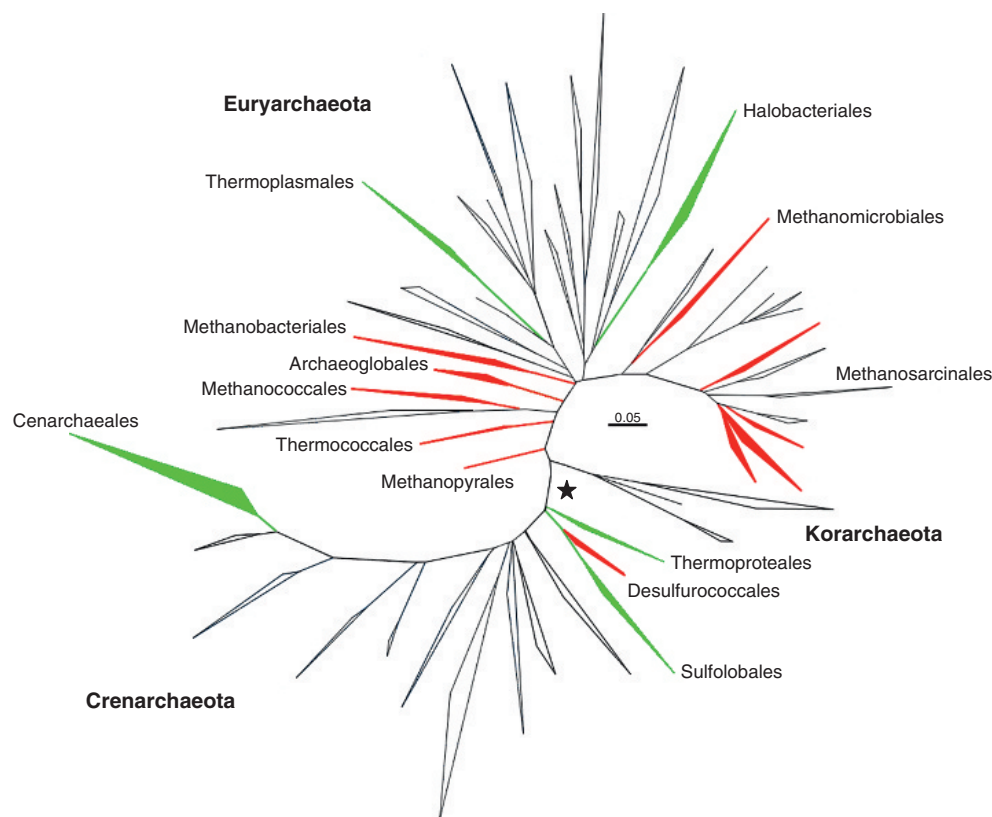 Euryarchaeota
Halobacteriales
Thermoplasmales
Methanomicrobiales
Methanobacteriales
Archaeoglobales
Methanosarcinales
Methanococcales
0.05
Cenarchaeales
Thermococcales
Methanopyrales
Korarchaeota
Thermoproteales
Desulfurococcales
Sulfolobales
Crenarchaeota